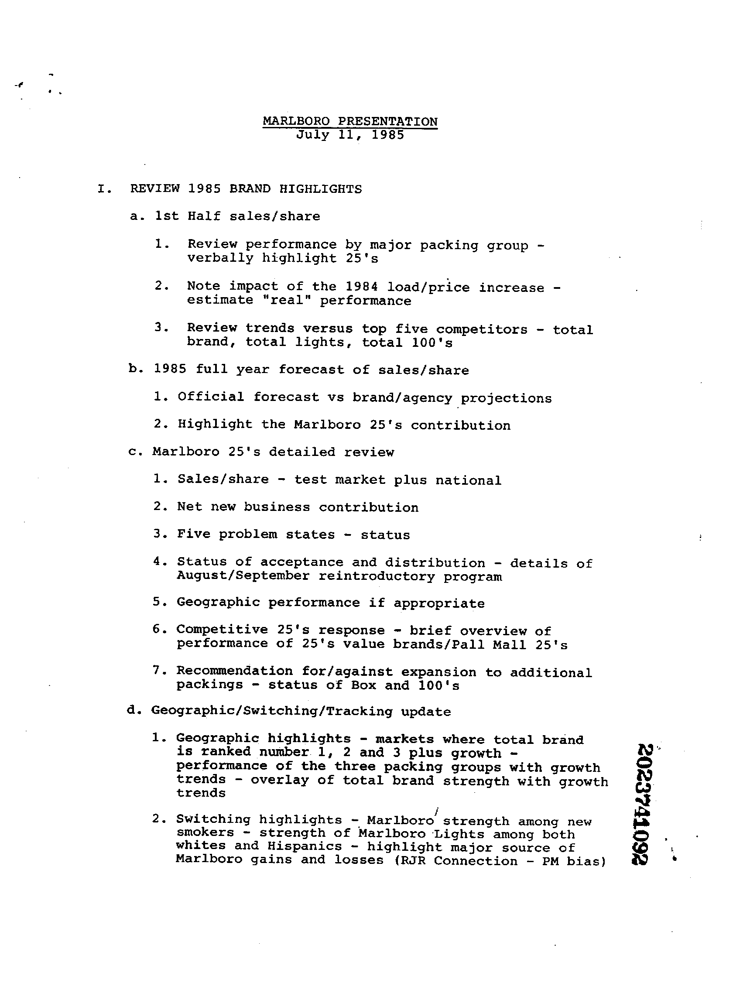 MARLBORO PRESENTATION
July 11, 1985
I. REVIEW 1985 BRAND HIGHLIGHTS
a. 1st Half sales/share
1. Review performance by major packing group -
verbally highlight 25's
2. Note impact of the 1984 load/price increase -
estimate "real" performance
3. Review trends versus top five competitors - total
brand, total lights, total 100's
b. 1985 full year forecast of sales/share
1. Official forecast vs brand/agency projections
2. Highlight the Marlboro 25's contribution
c. Marlboro 25's detailed review
1. Sales/share - test market plus national
2. Net new business contribution
3. Five problem states - status
4. Status of acceptance and distribution - details of
August/September reintroductory program
5. Geographic performance if appropriate
6. Competitive 25's response - brief overview of
performance of 25's value brands/Pall Mall 25's
7. Recommendation for/against expansion to additional
packings - status of Box and 100's
d. Geographic/Switching/Tracking update
1. Geographic highlights - markets where total brand
is ranked number 1, 2 and 3 plus growth -
performance of the three packing groups with growth
trends - overlay of total brand strength with growth
trends
2. Switching highlights - Marlboro strength among new
smokers - strength of Marlboro Lights among both
whites and Hispanics - highlight major source of
Marlboro gains and losses (RJR Connection - PM bias)
2023741092